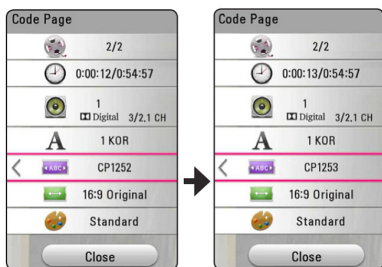 Code Page
2/2
0:00:12/0:54:57
1
Digital 3/2.1 CH
A 1 KOR
ABC CP1252
16:9 Original
Standard
Close
Code Page
2/2
0:00:13/0:54:57
1
Digital 3/2.1 CH
A 1 KOR
ABC CP1253
16:9 Original
Standard
Close